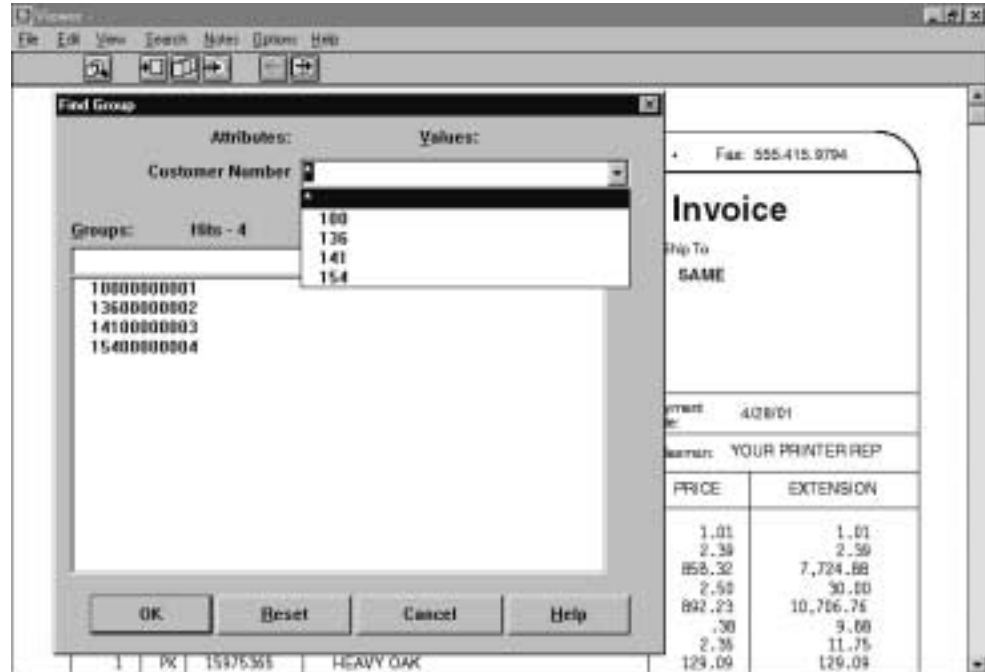 Viewer
File Edit View Search Notes Options Help
Find Group
Attributes: Values:
Customer Number *
*
100
136
141
154
Groups: Hits - 4
10000000001
13600000002
14100000003
15400000004
OK Reset Cancel Help
Fax: 555.415.9794
Invoice
Ship To
SAME
4/28/01
YOUR PRINTER REP
PRICE EXTENSION
1.01 1.01
2.39 2.39
858.32 7,724.88
2.50 30.00
892.23 10,706.76
.38 9.88
2.35 11.75
1 PK 15975365 HEAVY OAK 129.09 129.09